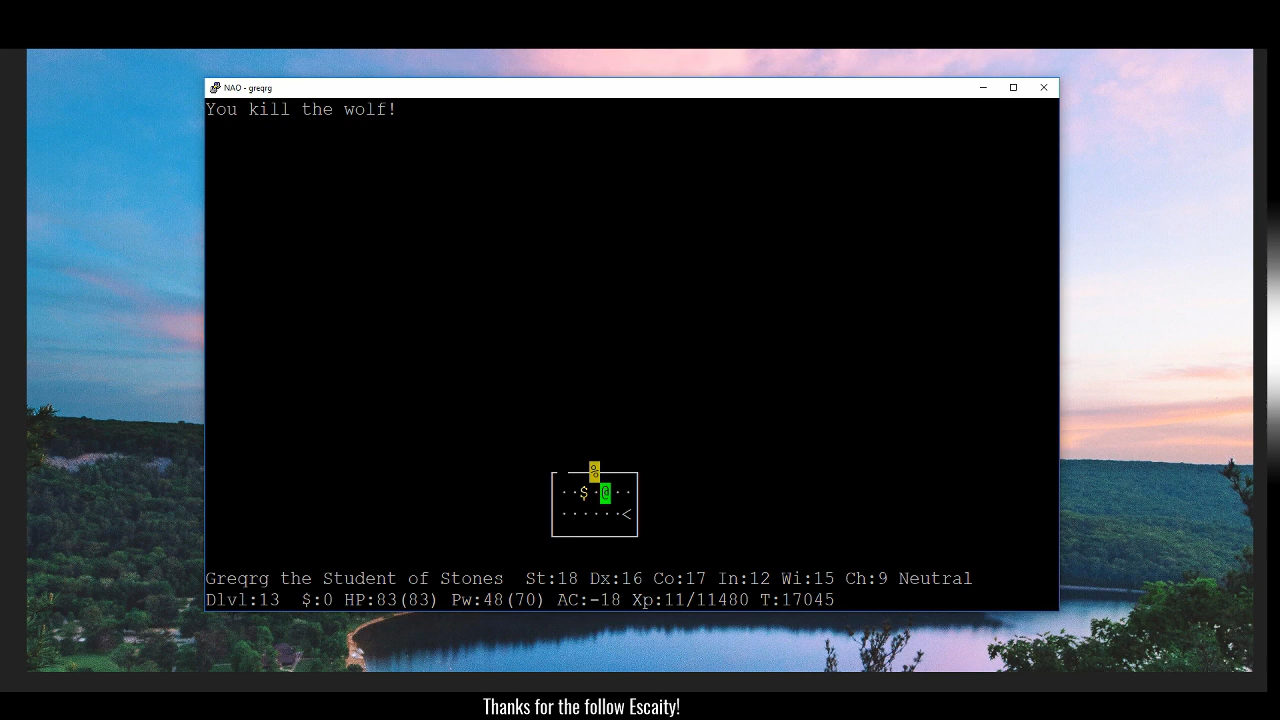 NAO - greqrg
You kill the wolf!
%
··$·@··
······<
Greqrg the Student of Stones St:18 Dx:16 Co:17 In:12 Wi:15 Ch:9 Neutral
Dlvl:13 $:0 HP:83(83) Pw:48(70) AC:-18 Xp:11/11480 T:17045
Thanks for the follow Escaity!